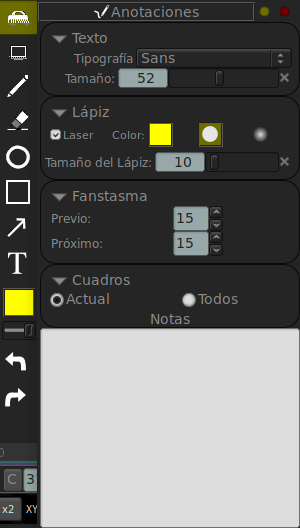 Anotaciones
Texto
Tipografía Sans
Tamaño: 52
Lápiz
Laser Color:
Tamaño del Lápiz: 10
Fanstasma
Previo: 15
Próximo: 15
Cuadros
Actual Todos
Notas
T
0
C 3
x2 XY